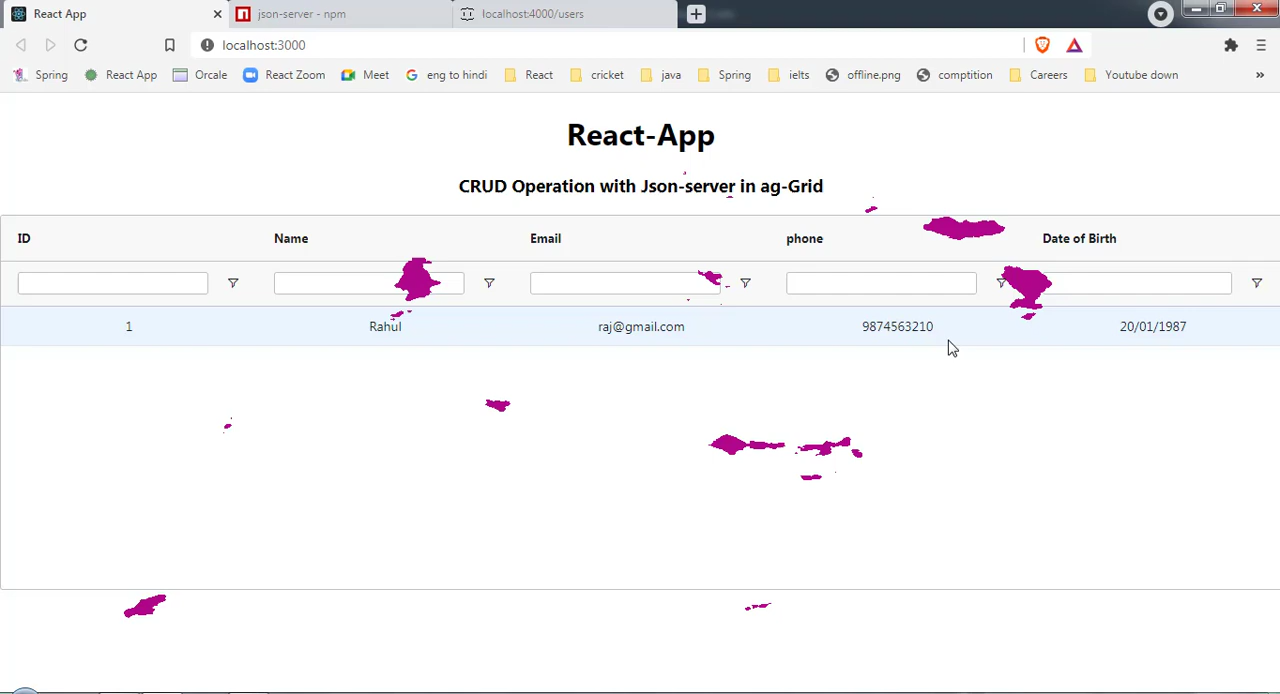 React App json-server - npm localhost:4000/users
localhost:3000
Spring React App Orcale React Zoom Meet eng to hindi React cricket java Spring ielts offline.png comptition Careers Youtube down »
React-App
CRUD Operation with Json-server in ag-Grid
ID Name Email phone Date of Birth
1 Rahul raj@gmail.com 9874563210 20/01/1987